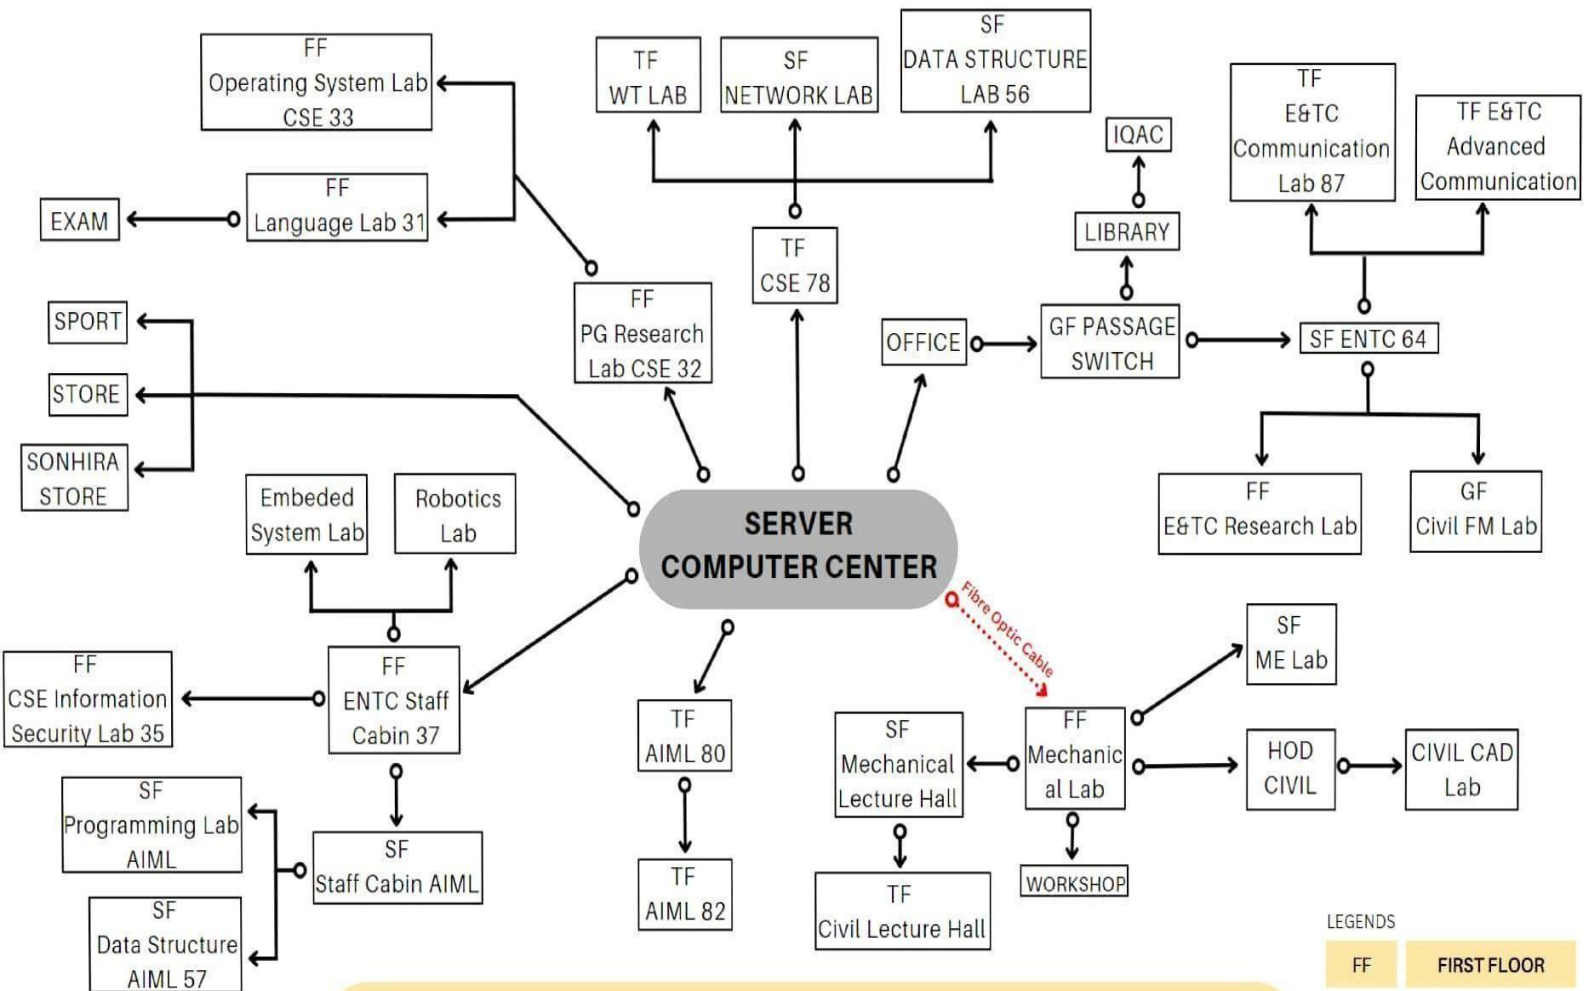 FF
Operating System Lab
CSE 33
FF
Language Lab 31
EXAM
FF
PG Research
Lab CSE 32
TF
WT LAB
SF
NETWORK LAB
SF
DATA STRUCTURE
LAB 56
TF
CSE 78
IQAC
LIBRARY
OFFICE
GF PASSAGE
SWITCH
TF
E&TC
Communication
Lab 87
TF E&TC
Advanced
Communication
SF ENTC 64
FF
E&TC Research Lab
GF
Civil FM Lab
SPORT
STORE
SONHIRA
STORE
Embeded
System Lab
Robotics
Lab
SERVER
COMPUTER CENTER
Fibre Optic Cable
FF
CSE Information
Security Lab 35
FF
ENTC Staff
Cabin 37
SF
Programming Lab
AIML
SF
Staff Cabin AIML
SF
Data Structure
AIML 57
TF
AIML 80
TF
AIML 82
SF
Mechanical
Lecture Hall
TF
Civil Lecture Hall
FF
Mechanic
al Lab
WORKSHOP
SF
ME Lab
HOD
CIVIL
CIVIL CAD
Lab
LEGENDS
FF
FIRST FLOOR